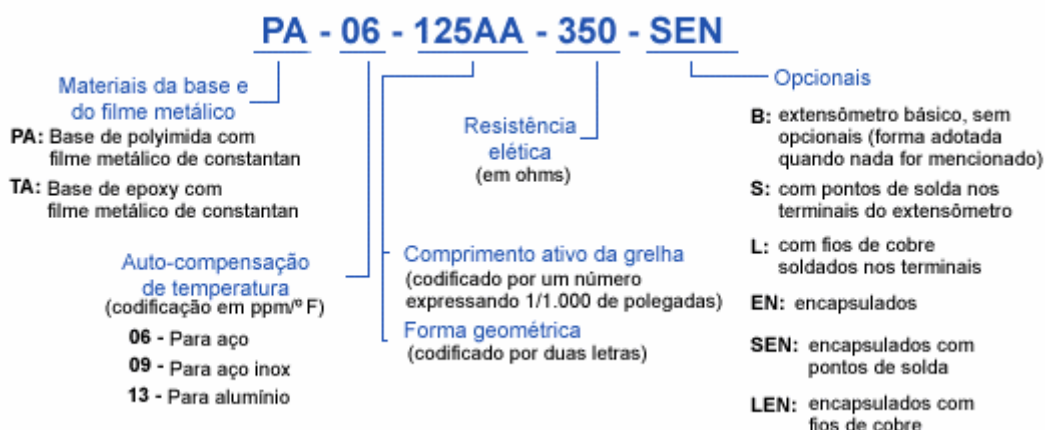 PA - 06 - 125AA - 350 - SEN
Materiais da base e
do filme metálico
PA: Base de polyimida com
filme metálico de constantan
TA: Base de epoxy com
filme metálico de constantan
Auto-compensação
de temperatura
(codificação em ppm/º F)
06 - Para aço
09 - Para aço inox
13 - Para alumínio
Resistência
elética
(em ohms)
Comprimento ativo da grelha
(codificado por um número
expressando 1/1.000 de polegadas)
Forma geométrica
(codificado por duas letras)
Opcionais
B: extensômetro básico, sem
opcionais (forma adotada
quando nada for mencionado)
S: com pontos de solda nos
terminais do extensômetro
L: com fios de cobre
soldados nos terminais
EN: encapsulados
SEN: encapsulados com
pontos de solda
LEN: encapsulados com
fios de cobre